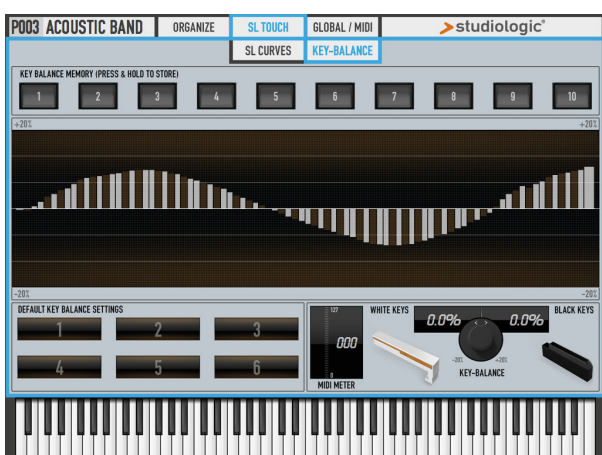 P003 ACOUSTIC BAND ORGANIZE SL TOUCH GLOBAL / MIDI studiologic®
SL CURVES KEY-BALANCE
KEY BALANCE MEMORY (PRESS & HOLD TO STORE)
1 2 3 4 5 6 7 8 9 10
+20% +20%
-20% -20%
DEFAULT KEY BALANCE SETTINGS
1 2 3
4 5 6
127
000
0
MIDI METER
WHITE KEYS BLACK KEYS
0.0% < > 0.0%
-20% +20%
KEY-BALANCE